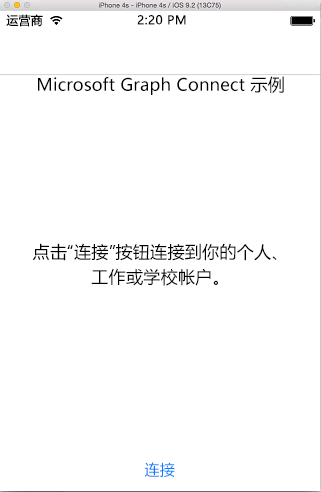 iPhone 4s - iPhone 4s / iOS 9.2 (13C75)
运营商 2:20 PM
Microsoft Graph Connect 示例
点击“连接”按钮连接到你的个人、
工作或学校帐户。
连接